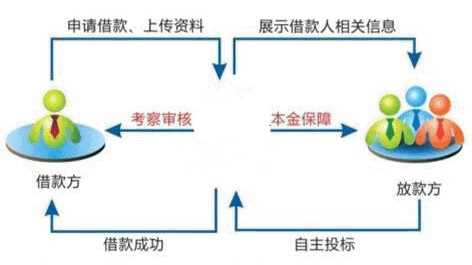 申请借款、上传资料
展示借款人相关信息
考察审核
本金保障
借款方
放款方
借款成功
自主投标